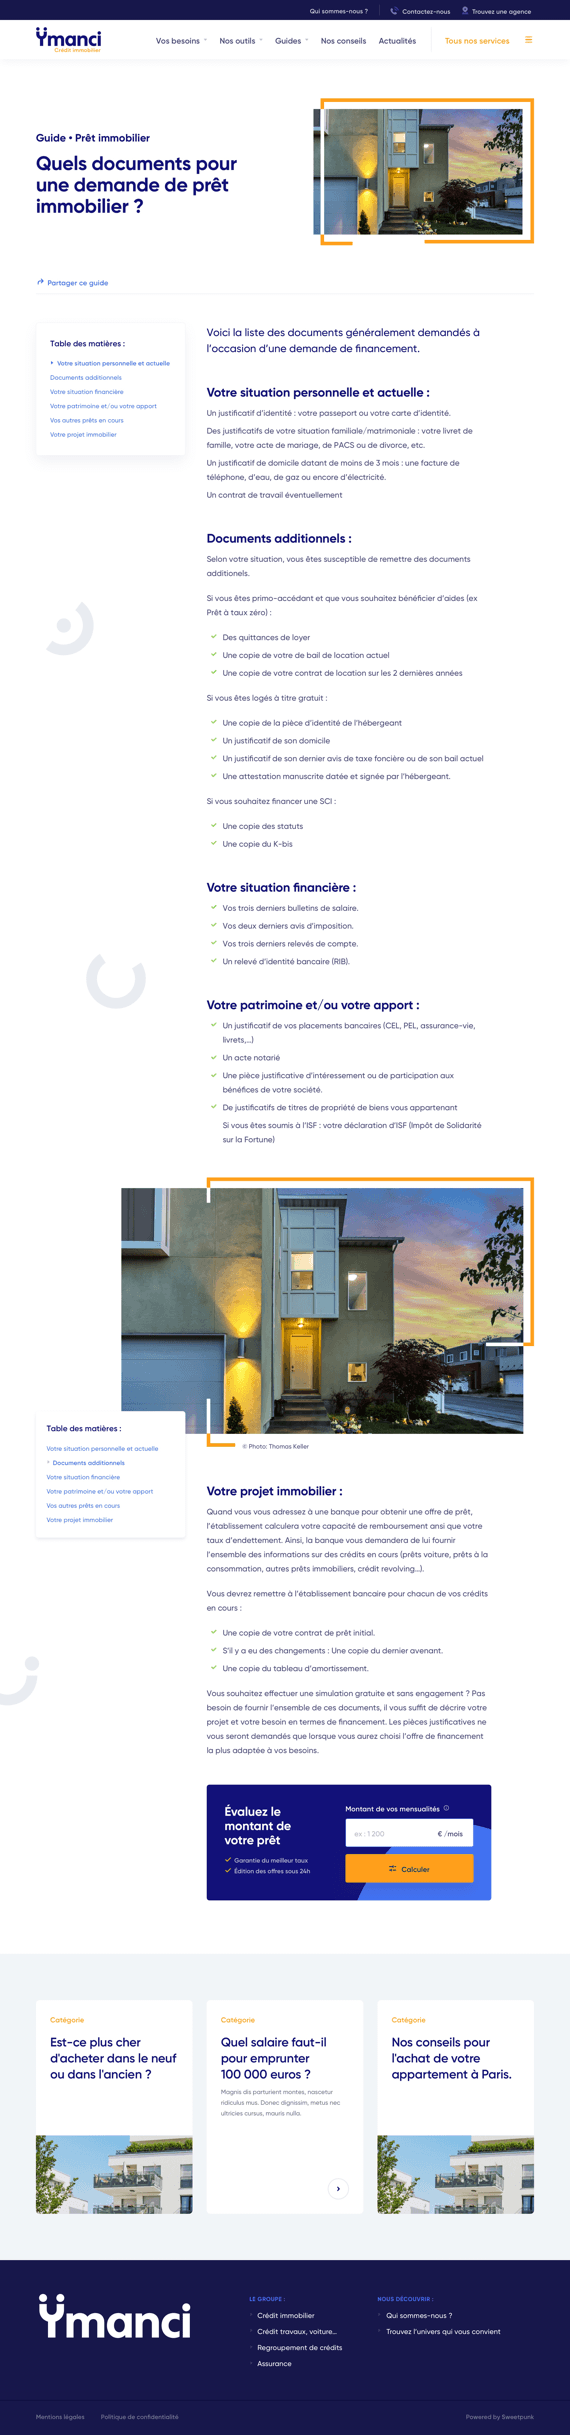 Qui sommes-nous ?
Contactez-nous
Trouvez une agence
Ymanci
Crédit immobilier
Vos besoins
Nos outils
Guides
Nos conseils
Actualités
Tous nos services
Guide • Prêt immobilier
Quels documents pour
une demande de prêt
immobilier ?
Partager ce guide
Table des matières :
Votre situation personnelle et actuelle
Documents additionnels
Votre situation financière
Votre patrimoine et/ou votre apport
Vos autres prêts en cours
Votre projet immobilier
Voici la liste des documents généralement demandés à
l'occasion d'une demande de financement.
Votre situation personnelle et actuelle :
Un justificatif d'identité : votre passeport ou votre carte d'identité.
Des justificatifs de votre situation familiale/matrimoniale : votre livret de
famille, votre acte de mariage, de PACS ou de divorce, etc.
Un justificatif de domicile datant de moins de 3 mois : une facture de
téléphone, d'eau, de gaz ou encore d'électricité.
Un contrat de travail éventuellement
Documents additionnels :
Selon votre situation, vous êtes susceptible de remettre des documents
additionels.
Si vous êtes primo-accédant et que vous souhaitez bénéficier d'aides (ex
Prêt à taux zéro) :
Des quittances de loyer
Une copie de votre de bail de location actuel
Une copie de votre contrat de location sur les 2 dernières années
Si vous êtes logés à titre gratuit :
Une copie de la pièce d'identité de l'hébergeant
Un justificatif de son domicile
Un justificatif de son dernier avis de taxe foncière ou de son bail actuel
Une attestation manuscrite datée et signée par l'hébergeant.
Si vous souhaitez financer une SCI :
Une copie des statuts
Une copie du K-bis
Votre situation financière :
Vos trois derniers bulletins de salaire.
Vos deux derniers avis d'imposition.
Vos trois derniers relevés de compte.
Un relevé d'identité bancaire (RIB).
Votre patrimoine et/ou votre apport :
Un justificatif de vos placements bancaires (CEL, PEL, assurance-vie,
livrets,...)
Un acte notarié
Une pièce justificative d'intéressement ou de participation aux
bénéfices de votre société.
De justificatifs de titres de propriété de biens vous appartenant
Si vous êtes soumis à l'ISF : votre déclaration d'ISF (Impôt de Solidarité
sur la Fortune)
© Photo: Thomas Keller
Table des matières :
Votre situation personnelle et actuelle
Documents additionnels
Votre situation financière
Votre patrimoine et/ou votre apport
Vos autres prêts en cours
Votre projet immobilier
Votre projet immobilier :
Quand vous vous adressez à une banque pour obtenir une offre de prêt,
l'établissement calculera votre capacité de remboursement ansi que votre
taux d'endettement. Ainsi, la banque vous demandera de lui fournir
l'ensemble des informations sur des crédits en cours (prêts voiture, prêts à la
consommation, autres prêts immobiliers, crédit revolving...).
Vous devrez remettre à l'établissement bancaire pour chacun de vos crédits
en cours :
Une copie de votre contrat de prêt initial.
S'il y a eu des changements : Une copie du dernier avenant.
Une copie du tableau d'amortissement.
Vous souhaitez effectuer une simulation gratuite et sans engagement ? Pas
besoin de fournir l'ensemble de ces documents, il vous suffit de décrire votre
projet et votre besoin en termes de financement. Les pièces justificatives ne
vous seront demandés que lorsque vous aurez choisi l'offre de financement
la plus adaptée à vos besoins.
Évaluez le
montant de
votre prêt
Garantie du meilleur taux
Édition des offres sous 24h
Montant de vos mensualités
ex : 1 200
€ /mois
Calculer
Catégorie
Est-ce plus cher
d'acheter dans le neuf
ou dans l'ancien ?
Catégorie
Quel salaire faut-il
pour emprunter
100 000 euros ?
Magnis dis parturient montes, nascetur
ridiculus mus. Donec dignissim, metus nec
ultricies cursus, mauris nulla.
Catégorie
Nos conseils pour
l'achat de votre
appartement à Paris.
Ymanci
LE GROUPE :
Crédit immobilier
Crédit travaux, voiture...
Regroupement de crédits
Assurance
NOUS DÉCOUVRIR :
Qui sommes-nous ?
Trouvez l'univers qui vous convient
Mentions légales
Politique de confidentialité
Powered by Sweetpunk